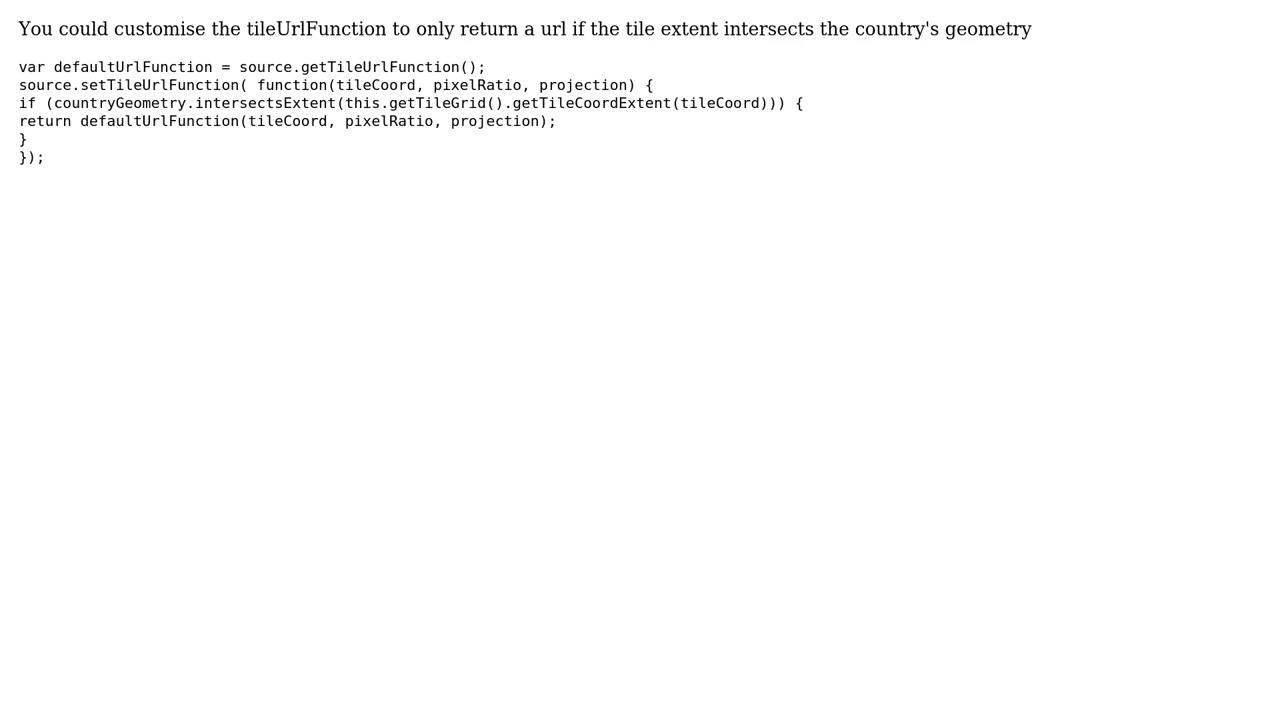 You could customise the tileUrlFunction to only return a url if the tile extent intersects the country's geometry
var defaultUrlFunction = source.getTileUrlFunction();
source.setTileUrlFunction( function(tileCoord, pixelRatio, projection) {
if (countryGeometry.intersectsExtent(this.getTileGrid().getTileCoordExtent(tileCoord))) {
return defaultUrlFunction(tileCoord, pixelRatio, projection);
}
});